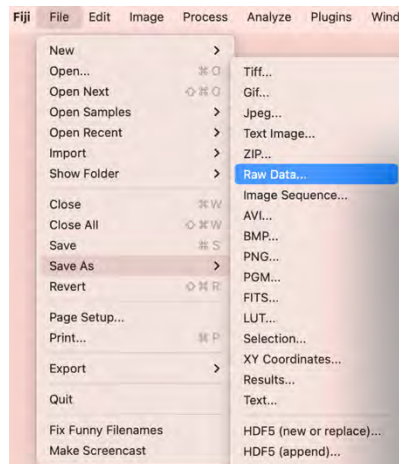 Fiji File Edit Image Process Analyze Plugins Wind
New >
Open... ⌘ O
Open Next ⇧ ⌘ O
Open Samples >
Open Recent >
Import >
Show Folder >
Close ⌘ W
Close All ⇧ ⌘ W
Save ⌘ S
Save As >
Revert ⇧ ⌘ R
Page Setup...
Print... ⌘ P
Export >
Quit
Fix Funny Filenames
Make Screencast
Tiff...
Gif...
Jpeg...
Text Image...
ZIP...
Raw Data...
Image Sequence...
AVI...
BMP...
PNG...
PGM...
FITS...
LUT...
Selection...
XY Coordinates...
Results...
Text...
HDF5 (new or replace)...
HDF5 (append)...